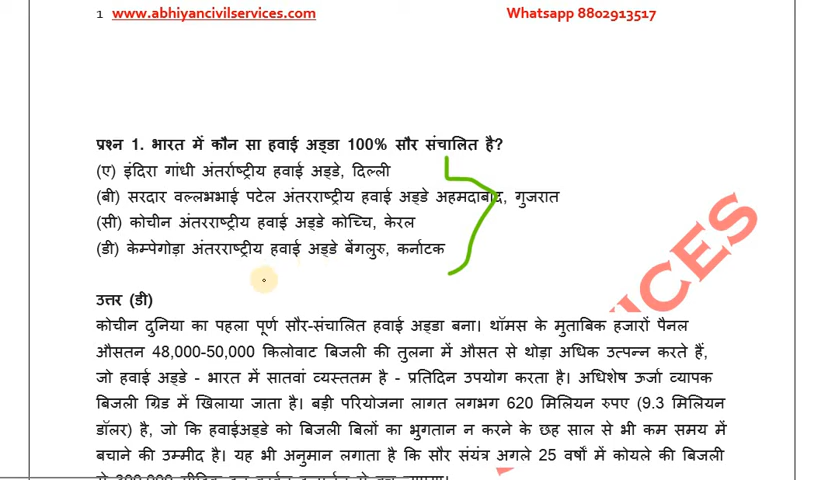 1 www.abhiyancivilservices.com Whatsapp 8802913517
प्रश्न 1. भारत में कौन सा हवाई अड्डा 100% सौर संचालित है?
(ए) इंदिरा गांधी अंतर्राष्ट्रीय हवाई अड्डे, दिल्ली
(बी) सरदार वल्लभभाई पटेल अंतरराष्ट्रीय हवाई अड्डे अहमदाबाद, गुजरात
(सी) कोचीन अंतरराष्ट्रीय हवाई अड्डे कोच्चि, केरल
(डी) केम्पेगोड़ा अंतरराष्ट्रीय हवाई अड्डे बेंगलुरु, कर्नाटक
उत्तर (डी)
कोचीन दुनिया का पहला पूर्ण सौर-संचालित हवाई अड्डा बना। थॉमस के मुताबिक हजारों पैनल
औसतन 48,000-50,000 किलोवाट बिजली की तुलना में औसत से थोड़ा अधिक उत्पन्न करते हैं,
जो हवाई अड्डे - भारत में सातवां व्यस्ततम है - प्रतिदिन उपयोग करता है। अधिशेष ऊर्जा व्यापक
बिजली ग्रिड में खिलाया जाता है। बड़ी परियोजना लागत लगभग 620 मिलियन रुपए (9.3 मिलियन
डॉलर) है, जो कि हवाईअड्डे को बिजली बिलों का भुगतान न करने के छह साल से भी कम समय में
बचाने की उम्मीद है। यह भी अनुमान लगाता है कि सौर संयंत्र अगले 25 वर्षों में कोयले की बिजली
ICES